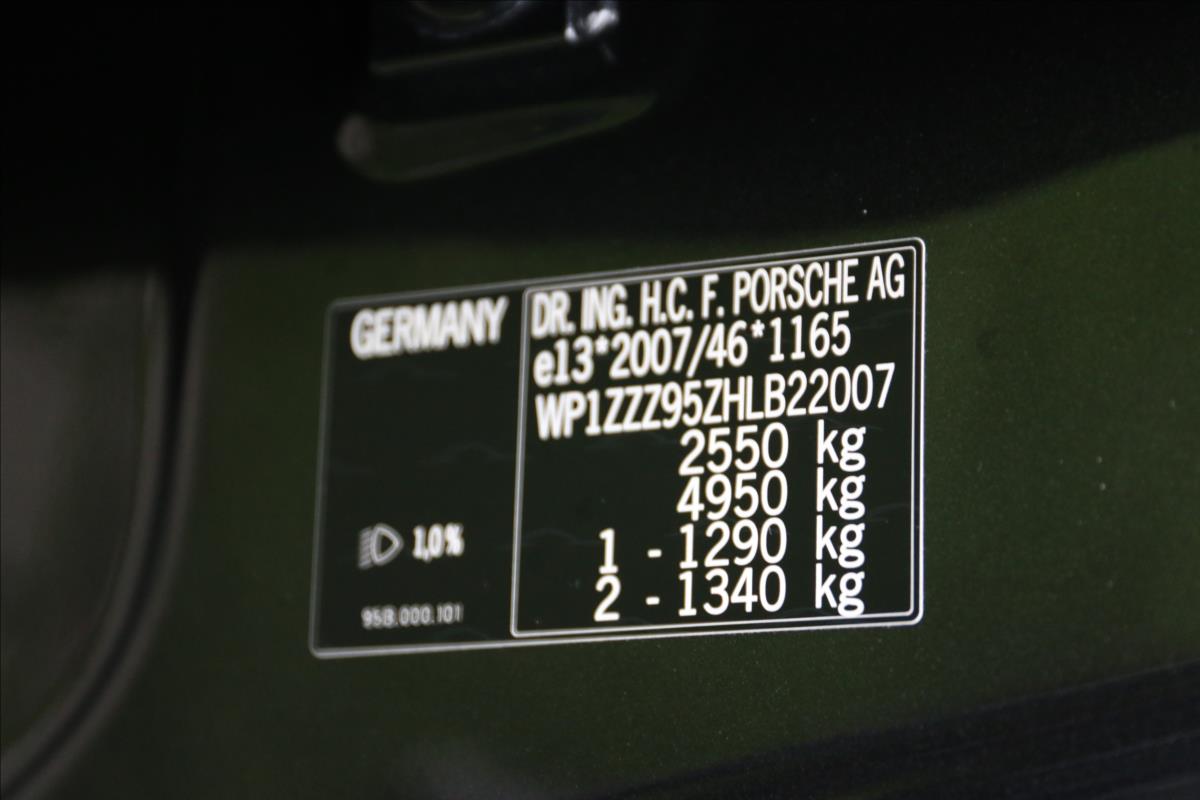 GERMANY
1,0%
95B.000.101
DR. ING. H.C. F. PORSCHE AG
e13*2007/46*1165
WP1ZZZ95ZHLB22007
2550 kg
4950 kg
1 - 1290 kg
2 - 1340 kg